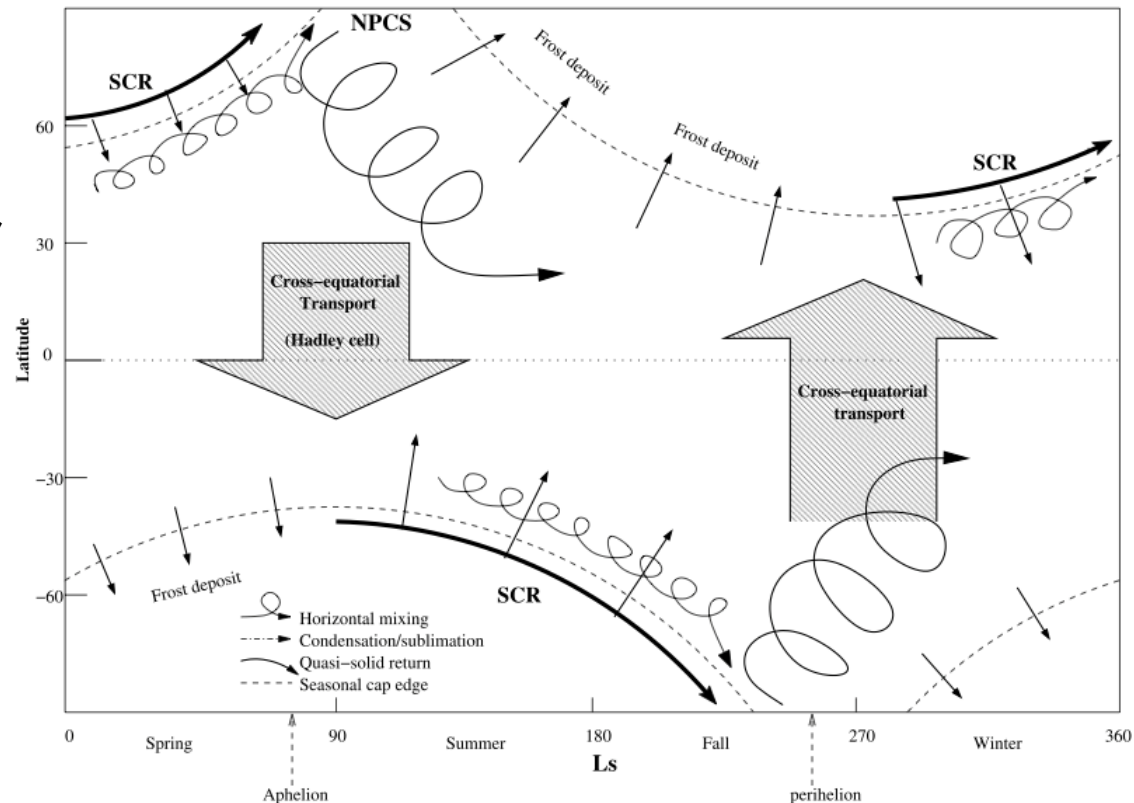 NPCS
SCR
Frost deposit
Frost deposit
SCR
60
30
0
−30
−60
Latitude
Cross−equatorial
Transport
(Hadley cell)
Cross−equatorial
transport
Frost deposit
SCR
Horizontal mixing
Condensation/sublimation
Quasi−solid return
Seasonal cap edge
0
90
180
270
360
Spring
Summer
Fall
Winter
Ls
Aphelion
perihelion